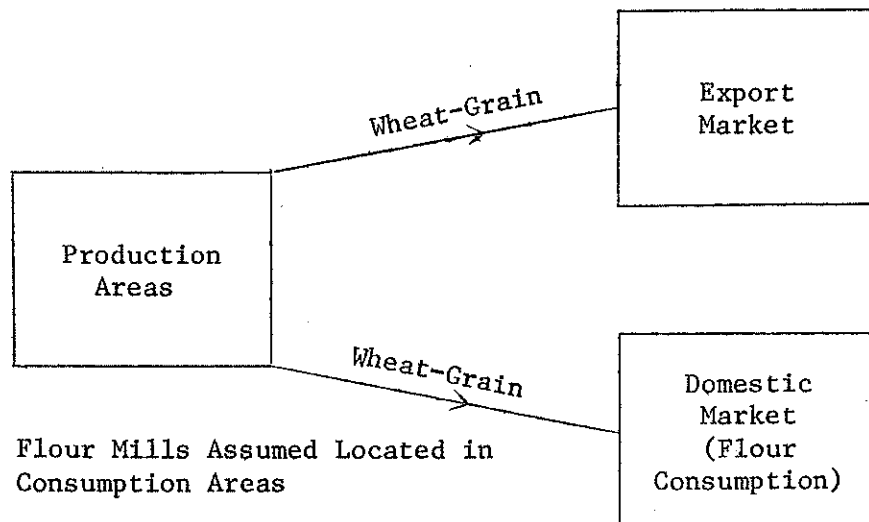 Wheat-Grain
Export
Market
Production
Areas
Wheat-Grain
Domestic
Market
(Flour
Consumption)
Flour Mills Assumed Located in
Consumption Areas